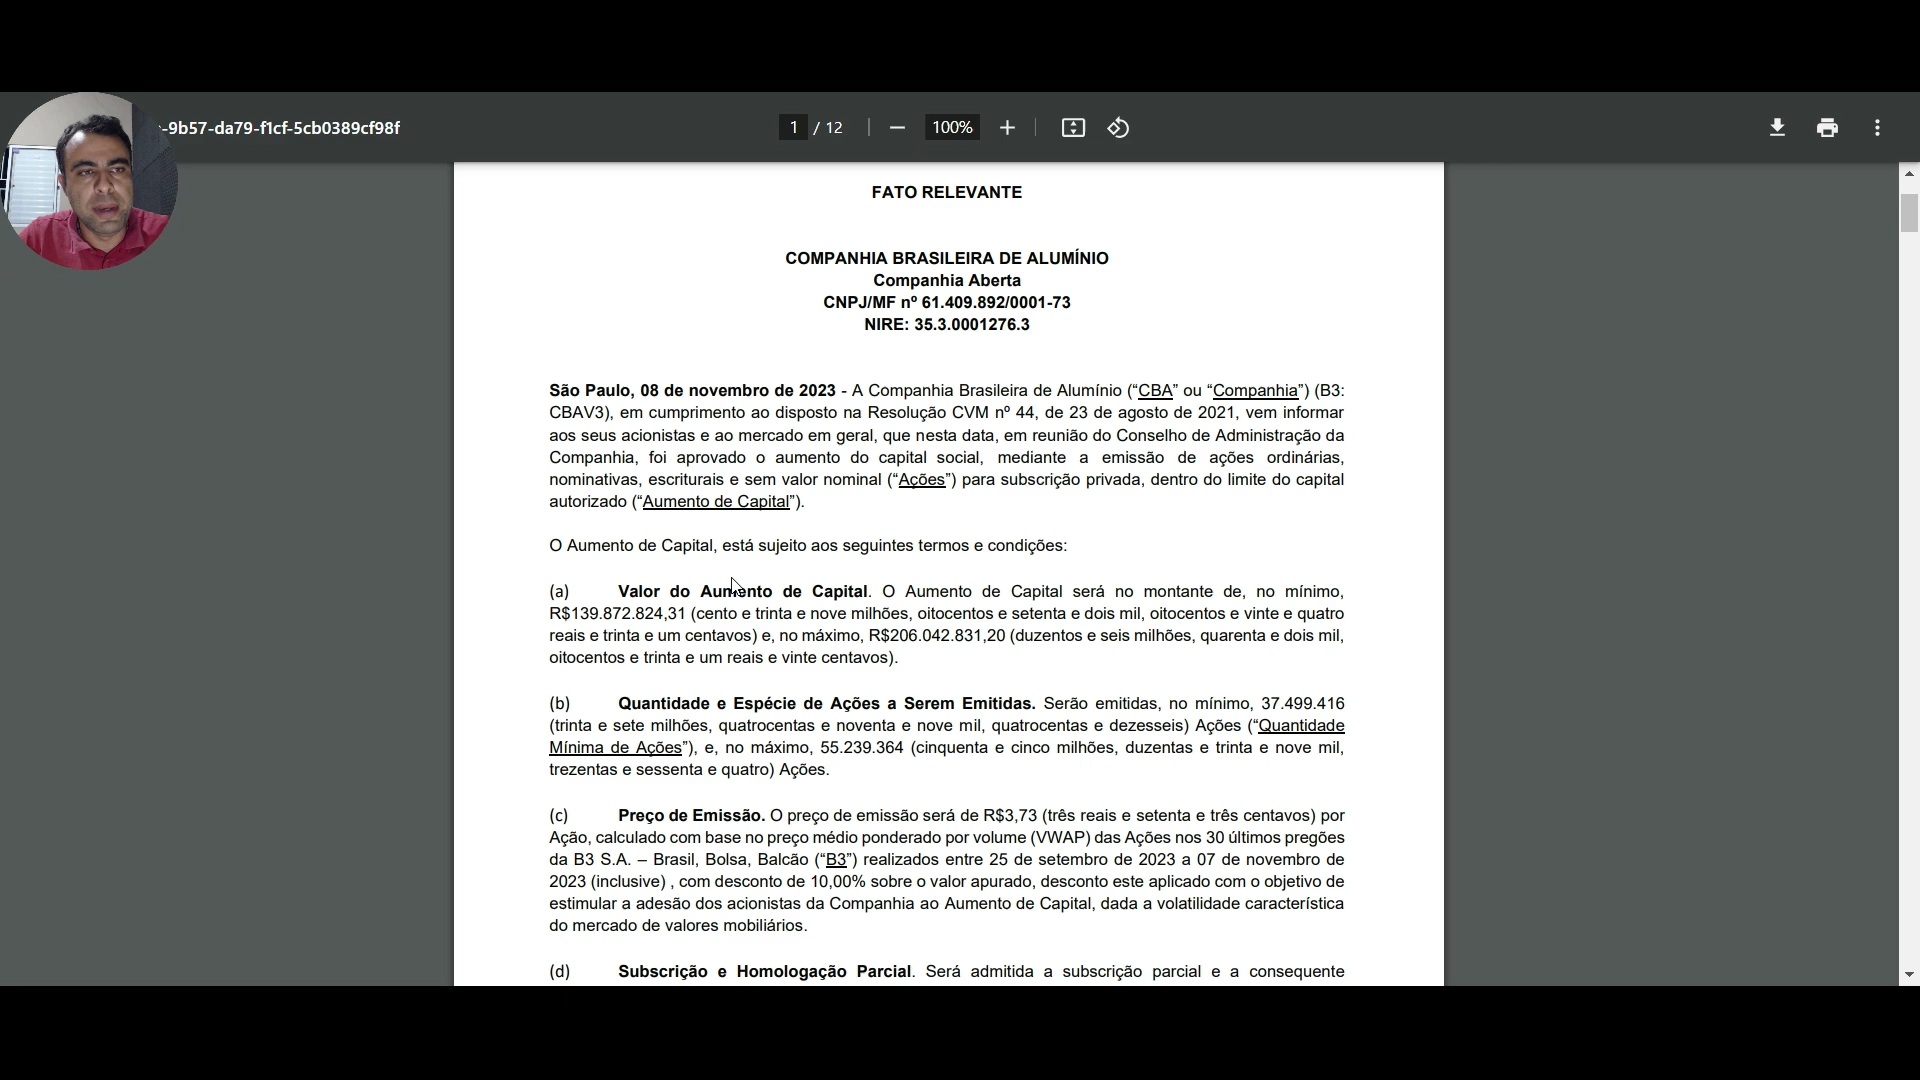 -9b57-da79-f1cf-5cb0389cf98f
1 / 12
100%
FATO RELEVANTE
COMPANHIA BRASILEIRA DE ALUMÍNIO
Companhia Aberta
CNPJ/MF nº 61.409.892/0001-73
NIRE: 35.3.0001276.3
São Paulo, 08 de novembro de 2023 - A Companhia Brasileira de Alumínio (“CBA” ou “Companhia”) (B3:
CBAV3), em cumprimento ao disposto na Resolução CVM nº 44, de 23 de agosto de 2021, vem informar
aos seus acionistas e ao mercado em geral, que nesta data, em reunião do Conselho de Administração da
Companhia, foi aprovado o aumento do capital social, mediante a emissão de ações ordinárias,
nominativas, escriturais e sem valor nominal (“Ações”) para subscrição privada, dentro do limite do capital
autorizado (“Aumento de Capital”).
O Aumento de Capital, está sujeito aos seguintes termos e condições:
(a) Valor do Aumento de Capital. O Aumento de Capital será no montante de, no mínimo,
R$139.872.824,31 (cento e trinta e nove milhões, oitocentos e setenta e dois mil, oitocentos e vinte e quatro
reais e trinta e um centavos) e, no máximo, R$206.042.831,20 (duzentos e seis milhões, quarenta e dois mil,
oitocentos e trinta e um reais e vinte centavos).
(b) Quantidade e Espécie de Ações a Serem Emitidas. Serão emitidas, no mínimo, 37.499.416
(trinta e sete milhões, quatrocentas e noventa e nove mil, quatrocentas e dezesseis) Ações (“Quantidade
Mínima de Ações”), e, no máximo, 55.239.364 (cinquenta e cinco milhões, duzentas e trinta e nove mil,
trezentas e sessenta e quatro) Ações.
(c) Preço de Emissão. O preço de emissão será de R$3,73 (três reais e setenta e três centavos) por
Ação, calculado com base no preço médio ponderado por volume (VWAP) das Ações nos 30 últimos pregões
da B3 S.A. – Brasil, Bolsa, Balcão (“B3”) realizados entre 25 de setembro de 2023 a 07 de novembro de
2023 (inclusive) , com desconto de 10,00% sobre o valor apurado, desconto este aplicado com o objetivo de
estimular a adesão dos acionistas da Companhia ao Aumento de Capital, dada a volatilidade característica
do mercado de valores mobiliários.
(d) Subscrição e Homologação Parcial. Será admitida a subscrição parcial e a consequente